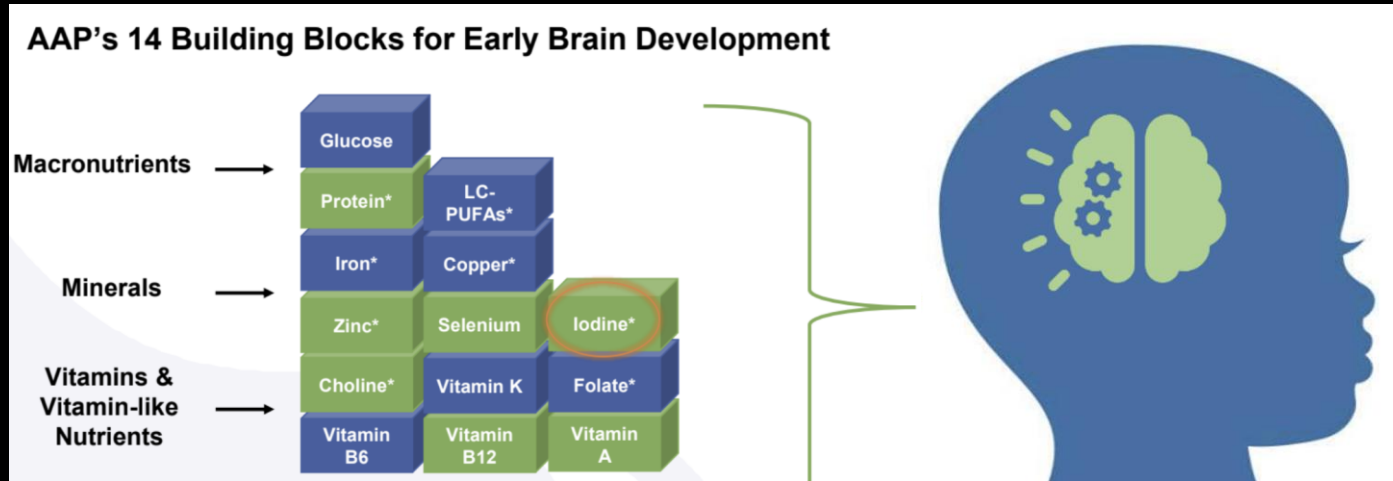 AAP's 14 Building Blocks for Early Brain Development
Macronutrients
Glucose
Protein*
LC-
PUFAs*
Minerals
Iron*
Copper*
Zinc*
Selenium
Iodine*
Vitamins &
Vitamin-like
Nutrients
Choline*
Vitamin K
Folate*
Vitamin
B6
Vitamin
B12
Vitamin
A